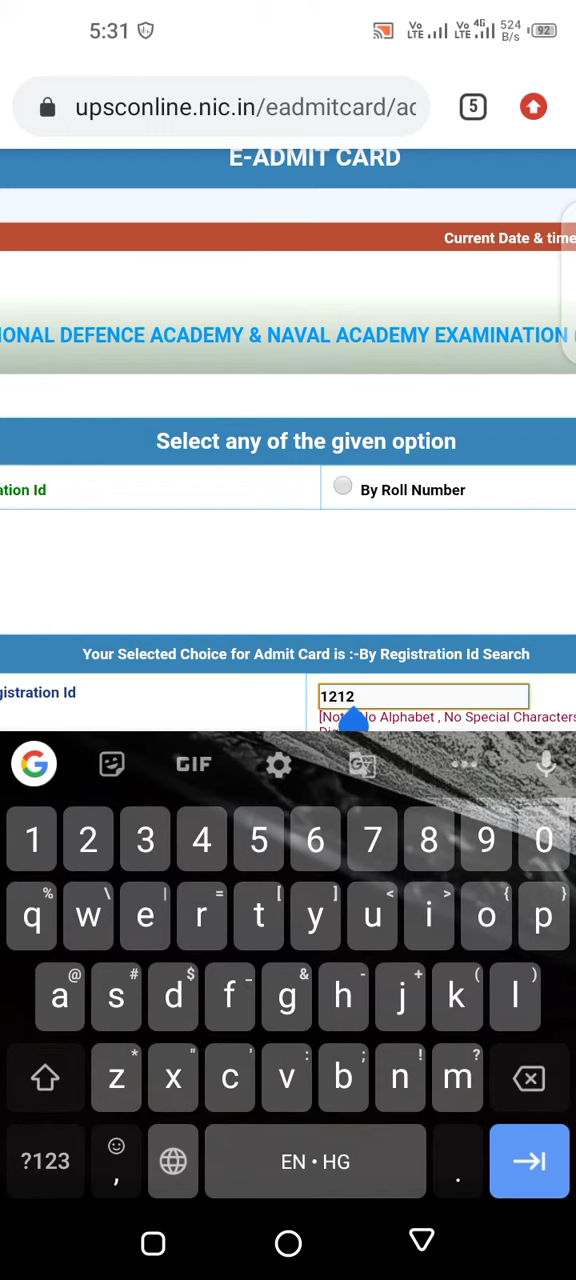 5:31
Vo LTE
Vo 4G LTE
524 B/s
92
upsconline.nic.in/eadmitcard/ac
5
E-ADMIT CARD
Current Date & time
IONAL DEFENCE ACADEMY & NAVAL ACADEMY EXAMINATION (
Select any of the given option
ation Id
By Roll Number
Your Selected Choice for Admit Card is :-By Registration Id Search
gistration Id
1212
No Alphabet , No Special Characters
G GIF
1 2 3 4 5 6 7 8 9 0
% \ | = [ ] < > { }
q w e r t y u i o p
@ # $ _ & - + ( )
a s d f g h j k l
* " ' : ; ! ?
z x c v b n m
?123 , EN • HG .